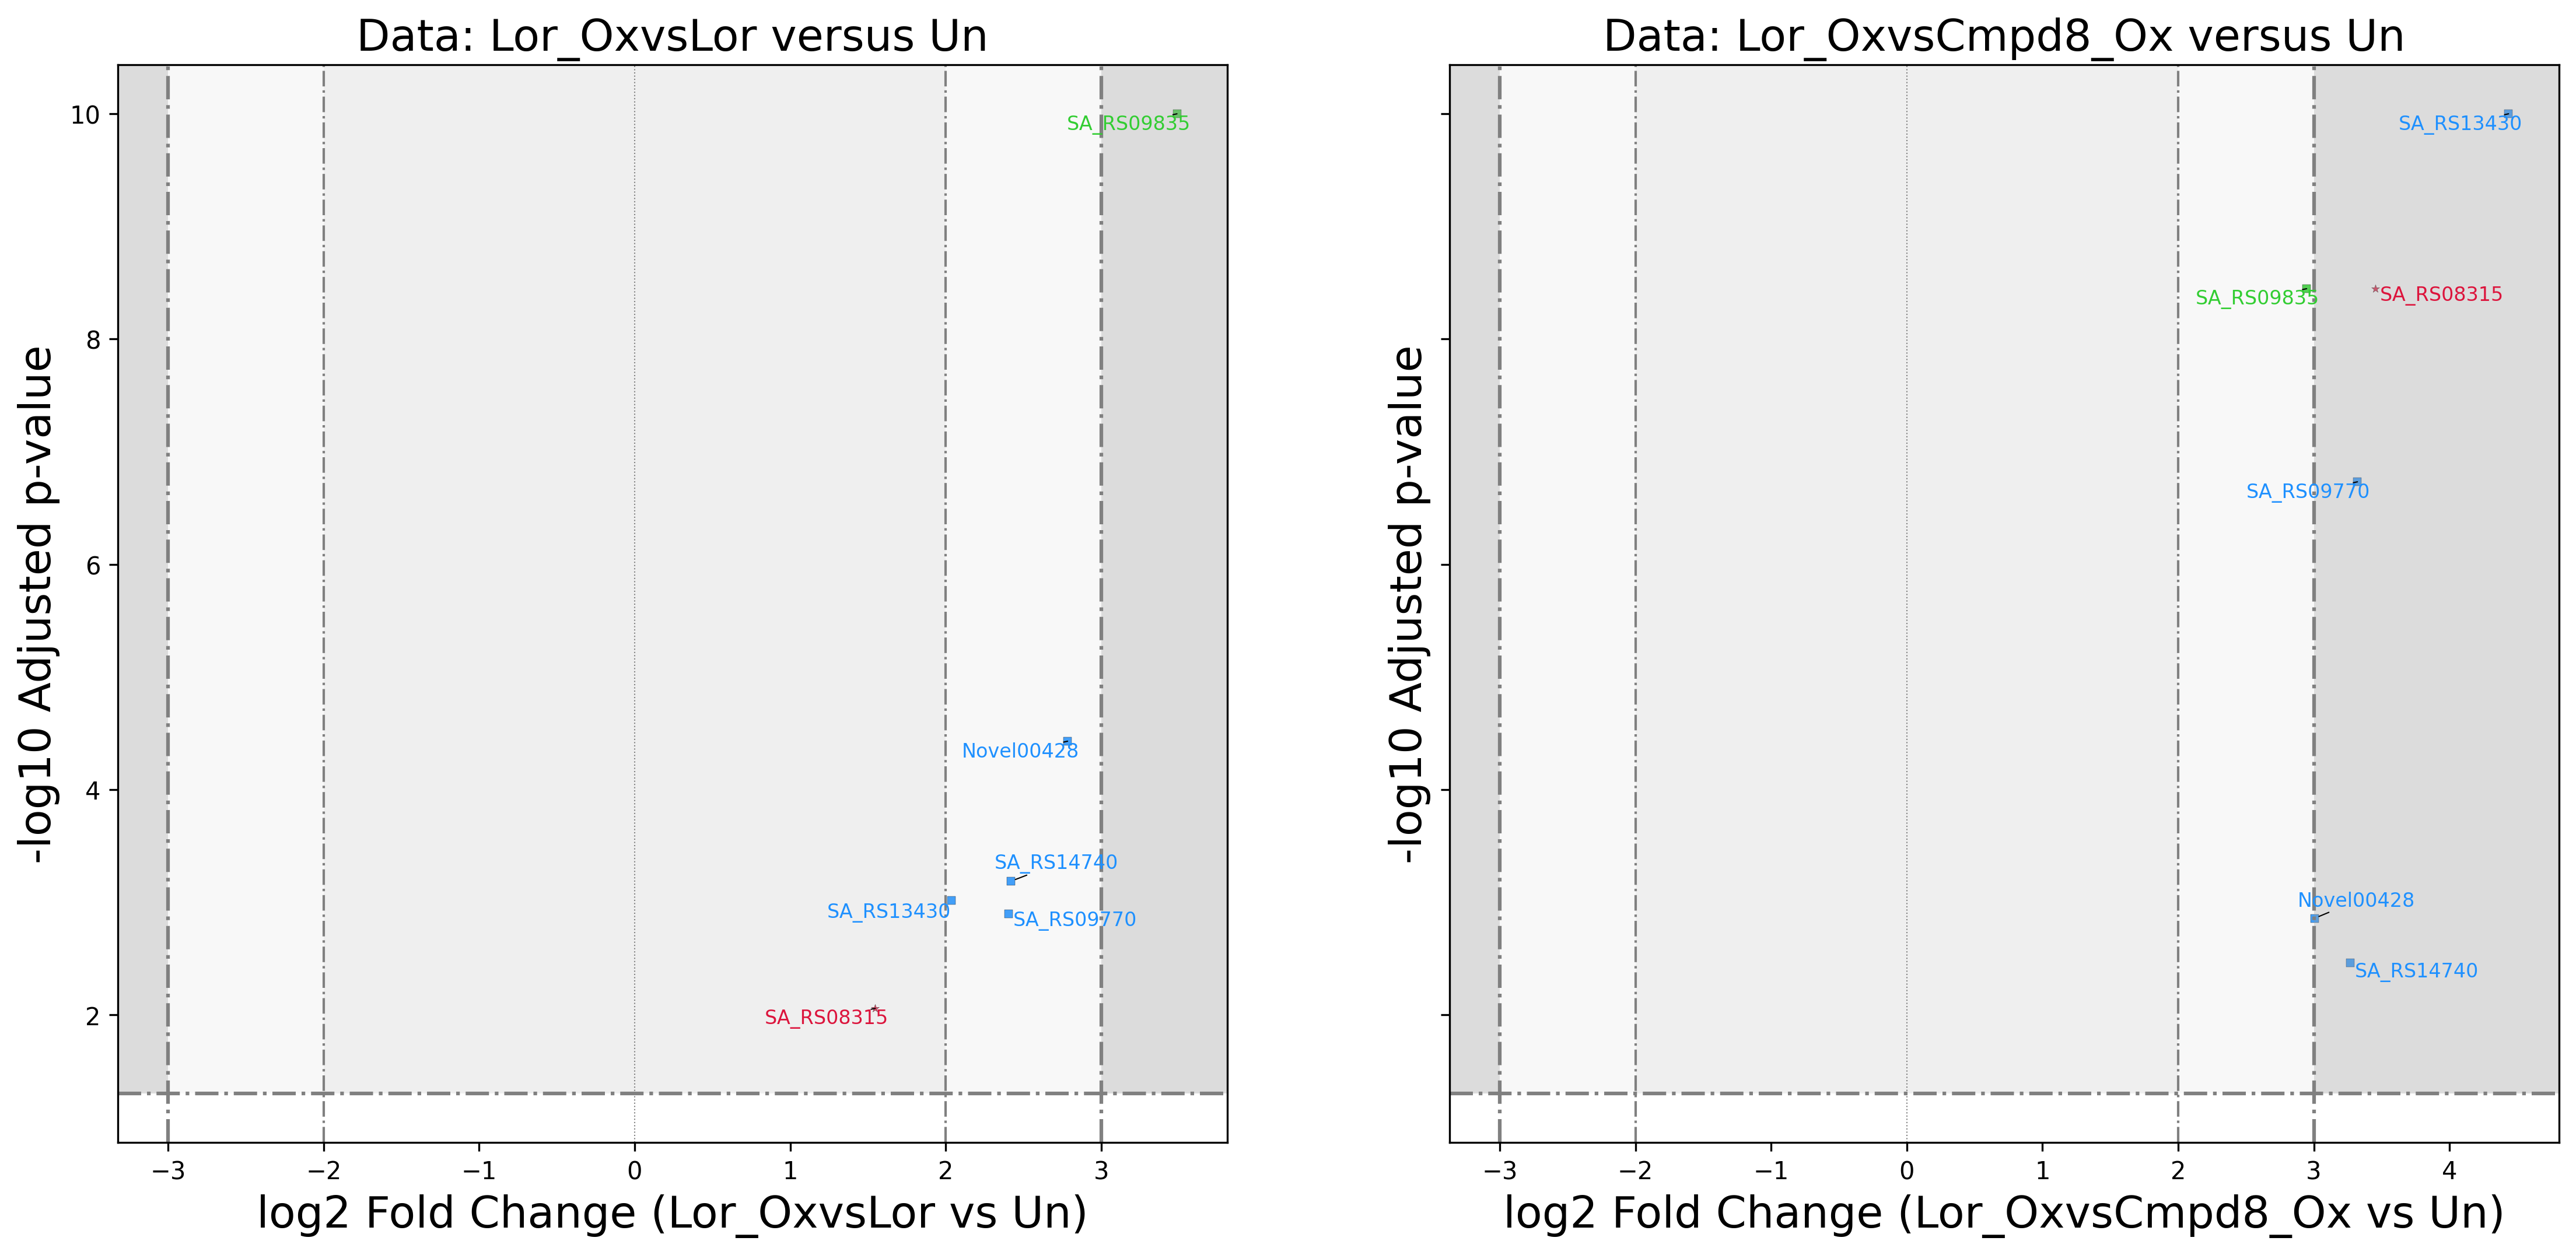 Data: Lor_OxvsLor versus Un
-log10 Adjusted p-value
10
8
6
4
2
SA_RS09835
Novel00428
SA_RS14740
SA_RS13430
SA_RS09770
SA_RS08315
−3
−2
−1
0
1
2
3
log2 Fold Change (Lor_OxvsLor vs Un)
Data: Lor_OxvsCmpd8_Ox versus Un
-log10 Adjusted p-value
SA_RS13430
SA_RS09835
SA_RS08315
SA_RS09770
Novel00428
SA_RS14740
−3
−2
−1
0
1
2
3
4
log2 Fold Change (Lor_OxvsCmpd8_Ox vs Un)